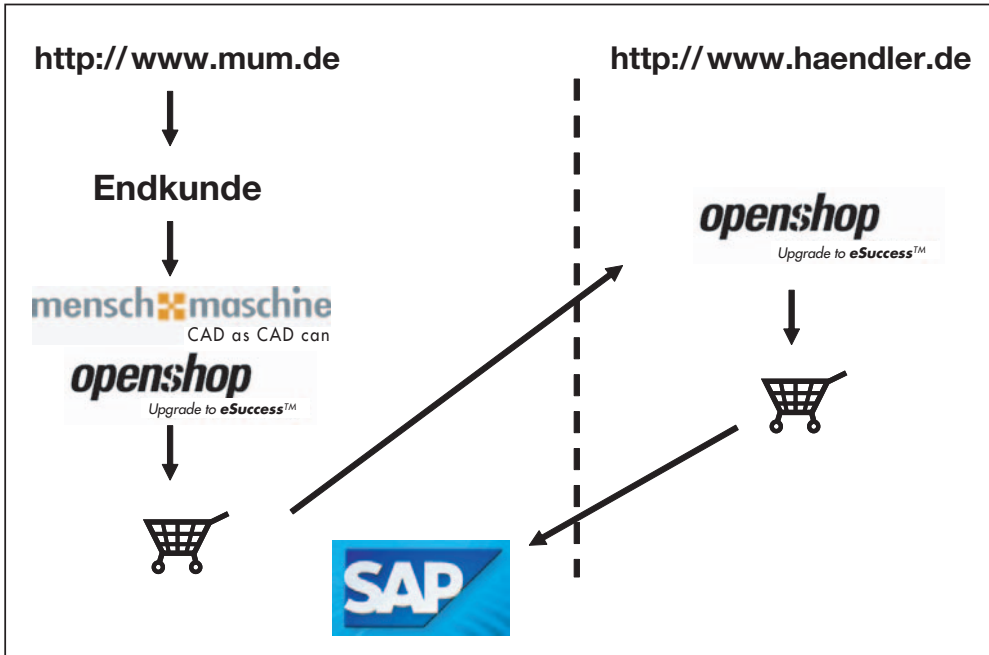 http://www.mum.de
Endkunde
mensch maschine
CAD as CAD can
openshop
Upgrade to eSuccess™
http://www.haendler.de
openshop
Upgrade to eSuccess™
SAP